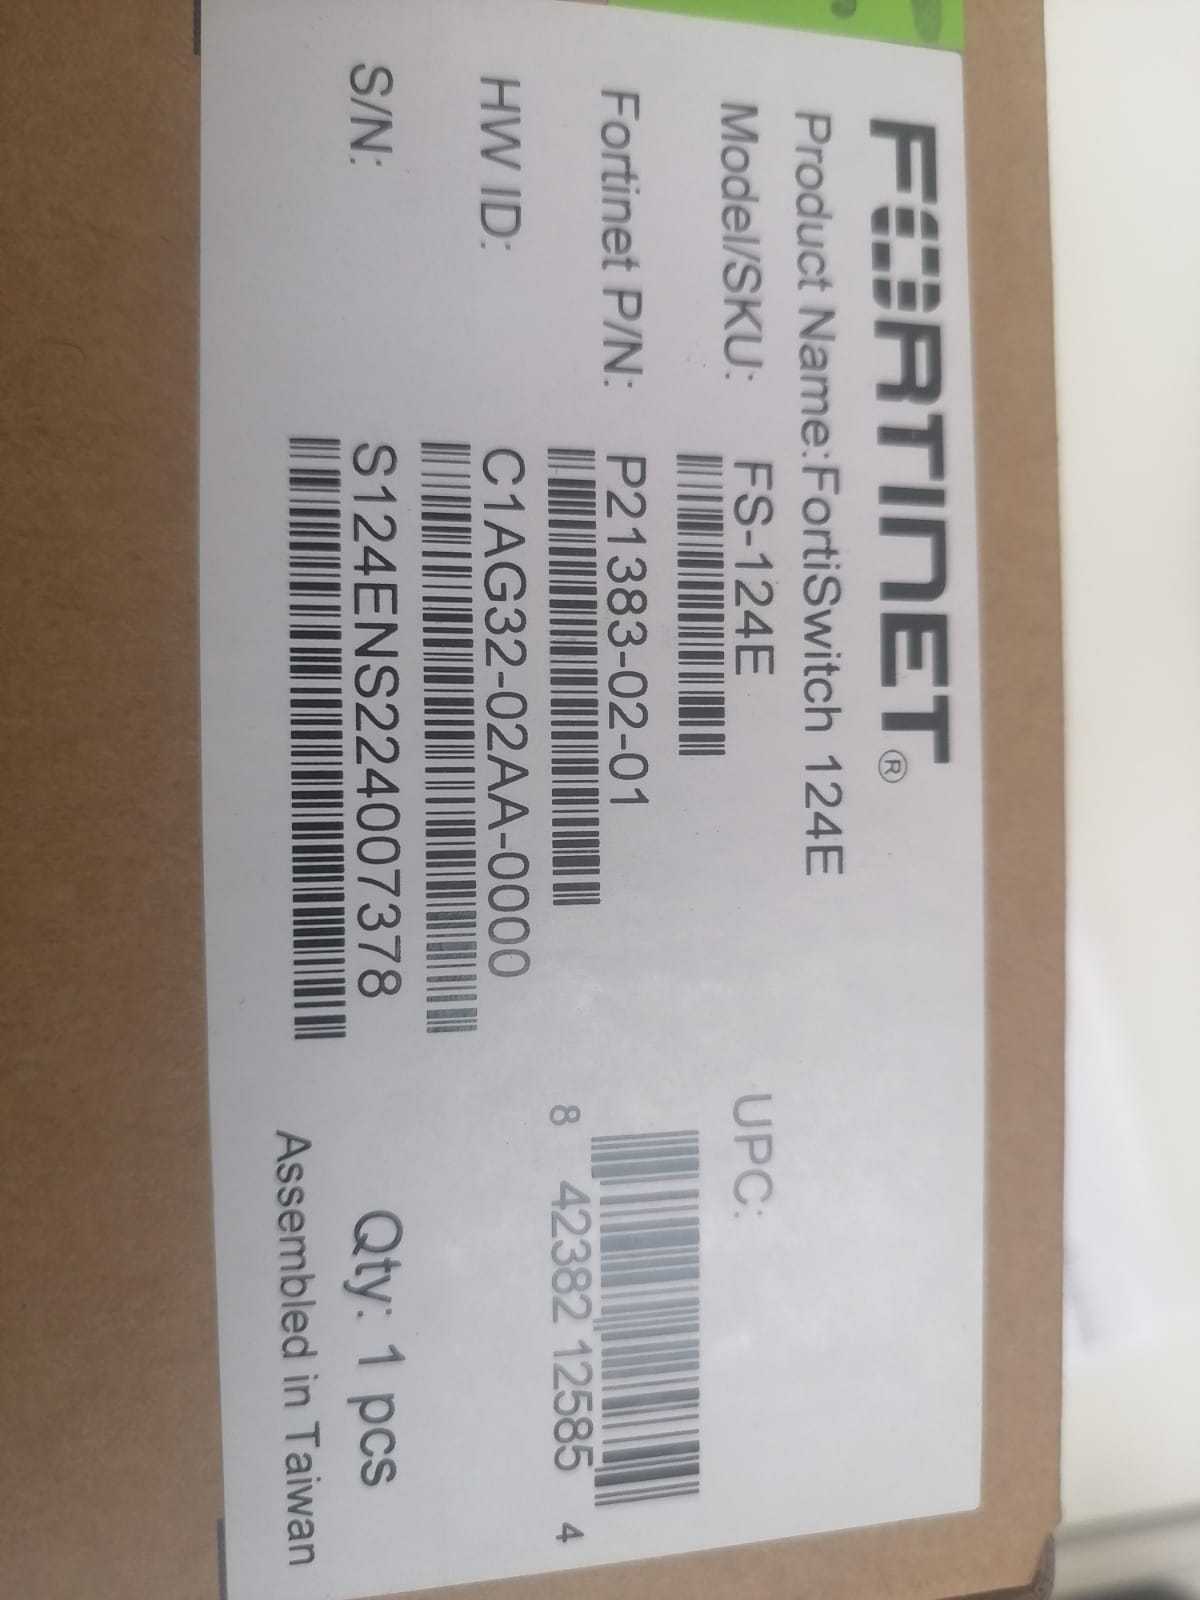 FORTINET®
Product Name:FortiSwitch 124E
Model/SKU: FS-124E
UPC:
8 42382 12585 4
Fortinet P/N: P21383-02-01
HW ID: C1AG32-02AA-0000
S/N: S124ENS224007378
Qty: 1 pcs
Assembled in Taiwan